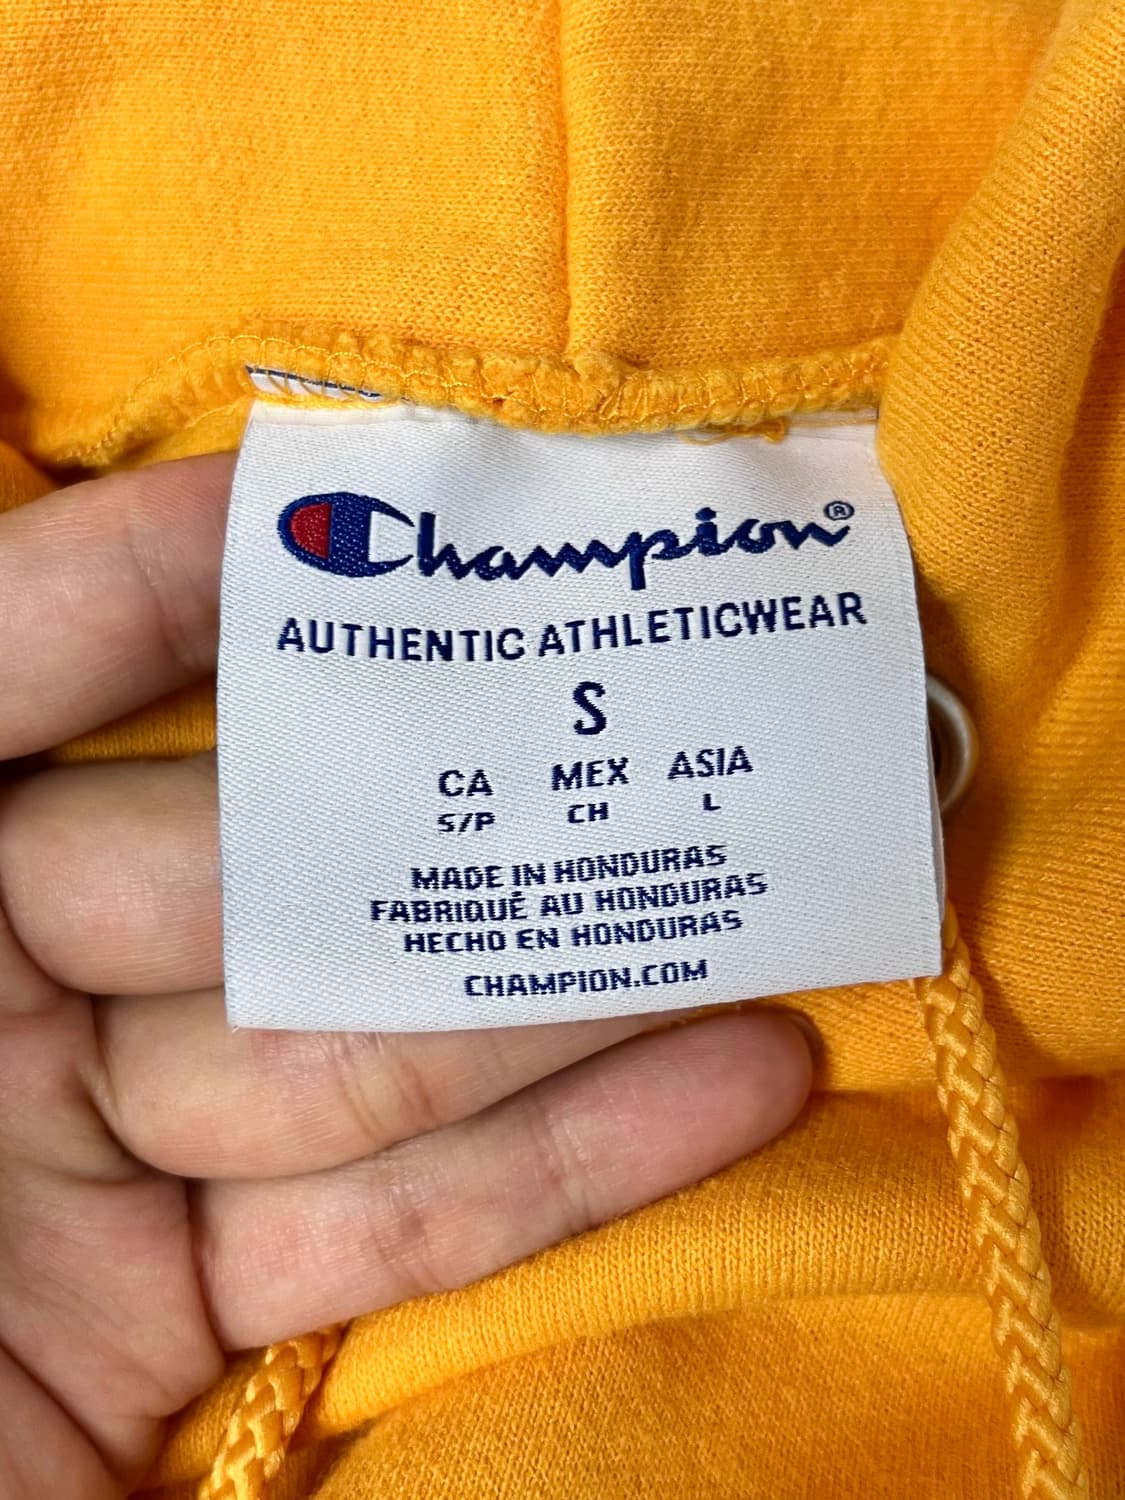 Champion®
AUTHENTIC ATHLETICWEAR
S
CA MEX ASIA
S/P CH L
MADE IN HONDURAS
FABRIQUÉ AU HONDURAS
HECHO EN HONDURAS
CHAMPION.COM